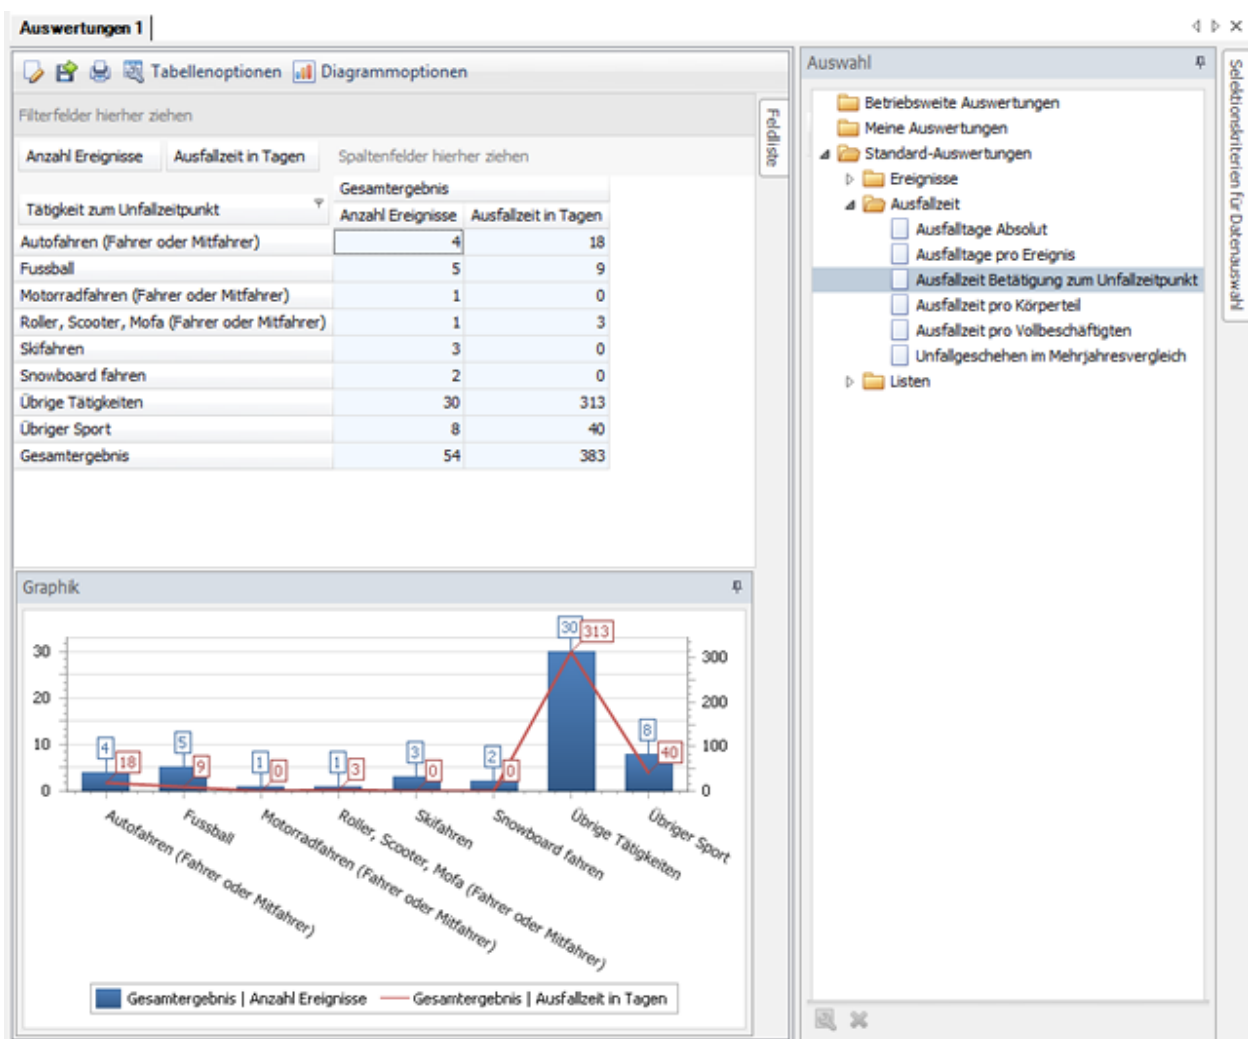 Auswertungen 1
Tabellenoptionen Diagrammoptionen
Filterfelder hierher ziehen
Feldliste
Anzahl Ereignisse Ausfallzeit in Tagen Spaltenfelder hierher ziehen
Gesamtergebnis
Tätigkeit zum Unfallzeitpunkt Anzahl Ereignisse Ausfallzeit in Tagen
Autofahren (Fahrer oder Mitfahrer) 4 18
Fussball 5 9
Motorradfahren (Fahrer oder Mitfahrer) 1 0
Roller, Scooter, Mofa (Fahrer oder Mitfahrer) 1 3
Skifahren 3 0
Snowboard fahren 2 0
Übrige Tätigkeiten 30 313
Übriger Sport 8 40
Gesamtergebnis 54 383
Graphik
30
20
10
0
300
200
100
0
4 18 5 9 1 0 1 3 3 0 2 0 30 313 8 40
Autofahren (Fahrer oder Mitfahrer)
Fussball
Motorradfahren (Fahrer oder Mitfahrer)
Roller, Scooter, Mofa (Fahrer oder Mitfahrer)
Skifahren
Snowboard fahren
Übrige Tätigkeiten
Übriger Sport
Gesamtergebnis | Anzahl Ereignisse Gesamtergebnis | Ausfallzeit in Tagen
Auswahl
Betriebsweite Auswertungen
Meine Auswertungen
Standard-Auswertungen
Ereignisse
Ausfallzeit
Ausfalltage Absolut
Ausfalltage pro Ereignis
Ausfallzeit Betätigung zum Unfallzeitpunkt
Ausfallzeit pro Körperteil
Ausfallzeit pro Vollbeschäftigten
Unfallgeschehen im Mehrjahresvergleich
Listen
Selektionskriterien für Datenauswahl